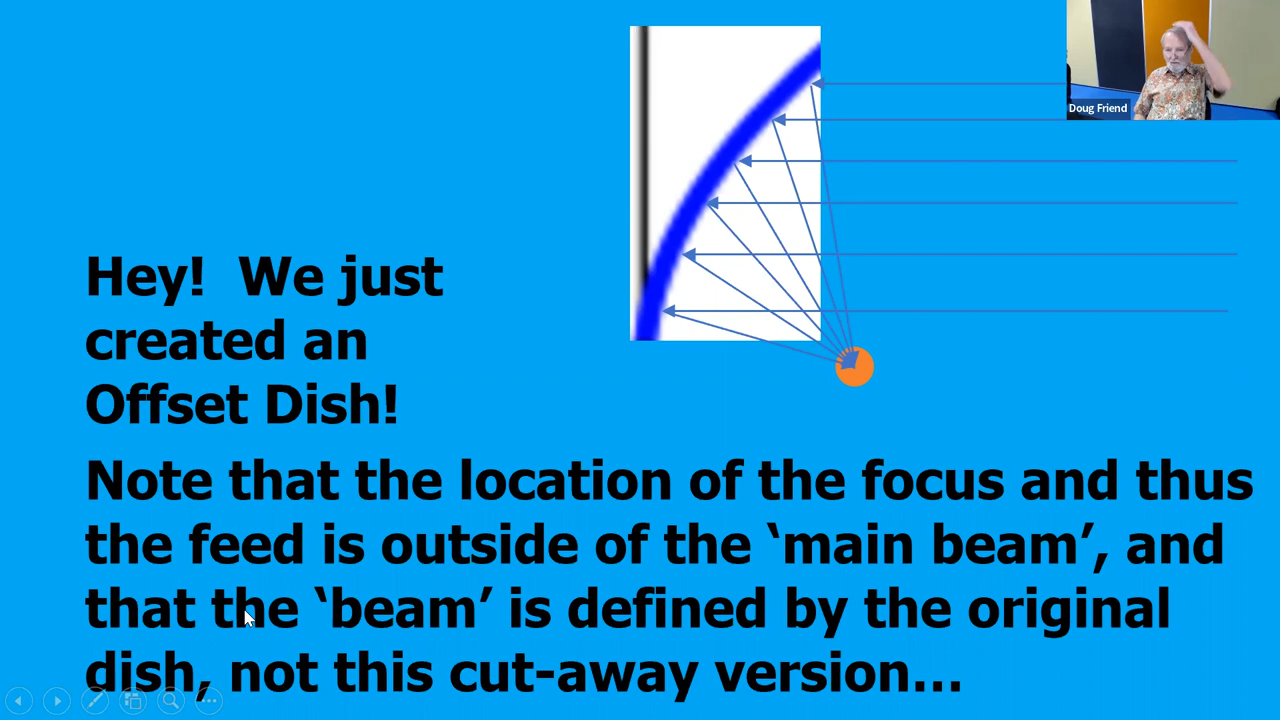 Doug Friend
Hey!  We just
created an
Offset Dish!
Note that the location of the focus and thus
the feed is outside of the ‘main beam’, and
that the ‘beam’ is defined by the original
dish, not this cut-away version...